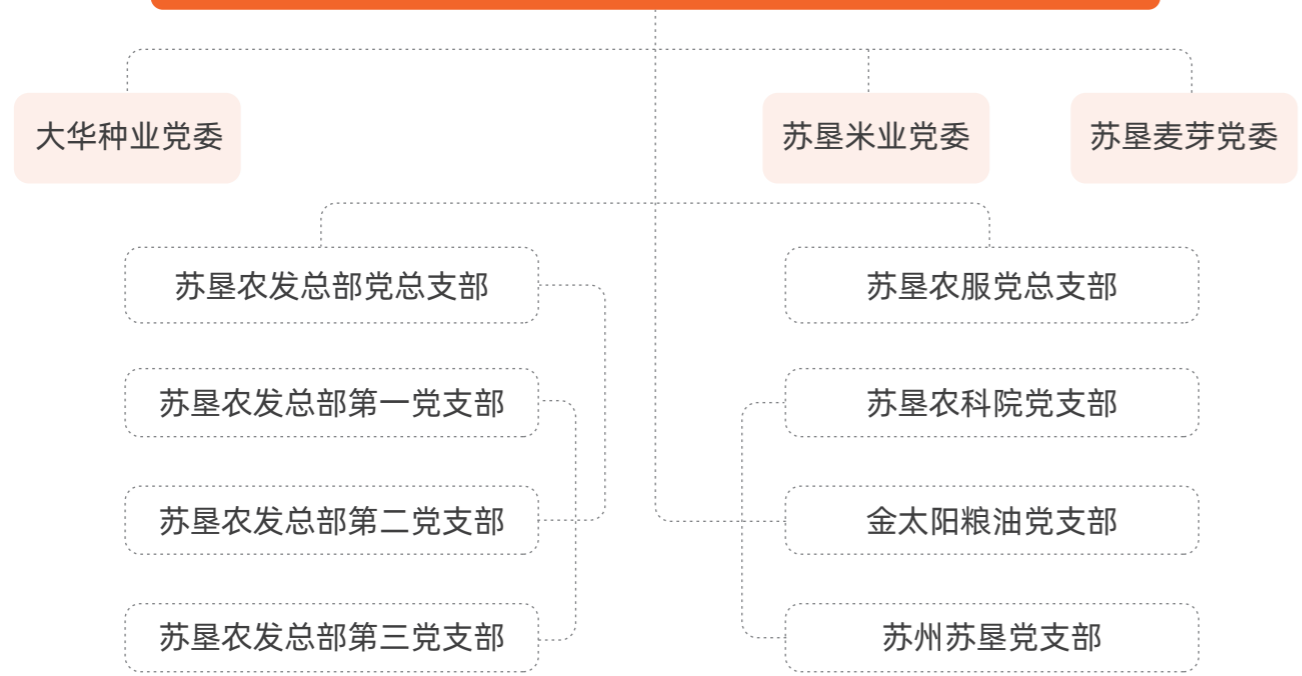 大华种业党委
苏垦米业党委
苏垦麦芽党委
苏垦农发总部党总支部
苏垦农服党总支部
苏垦农发总部第一党支部
苏垦农科院党支部
苏垦农发总部第二党支部
金太阳粮油党支部
苏垦农发总部第三党支部
苏州苏垦党支部